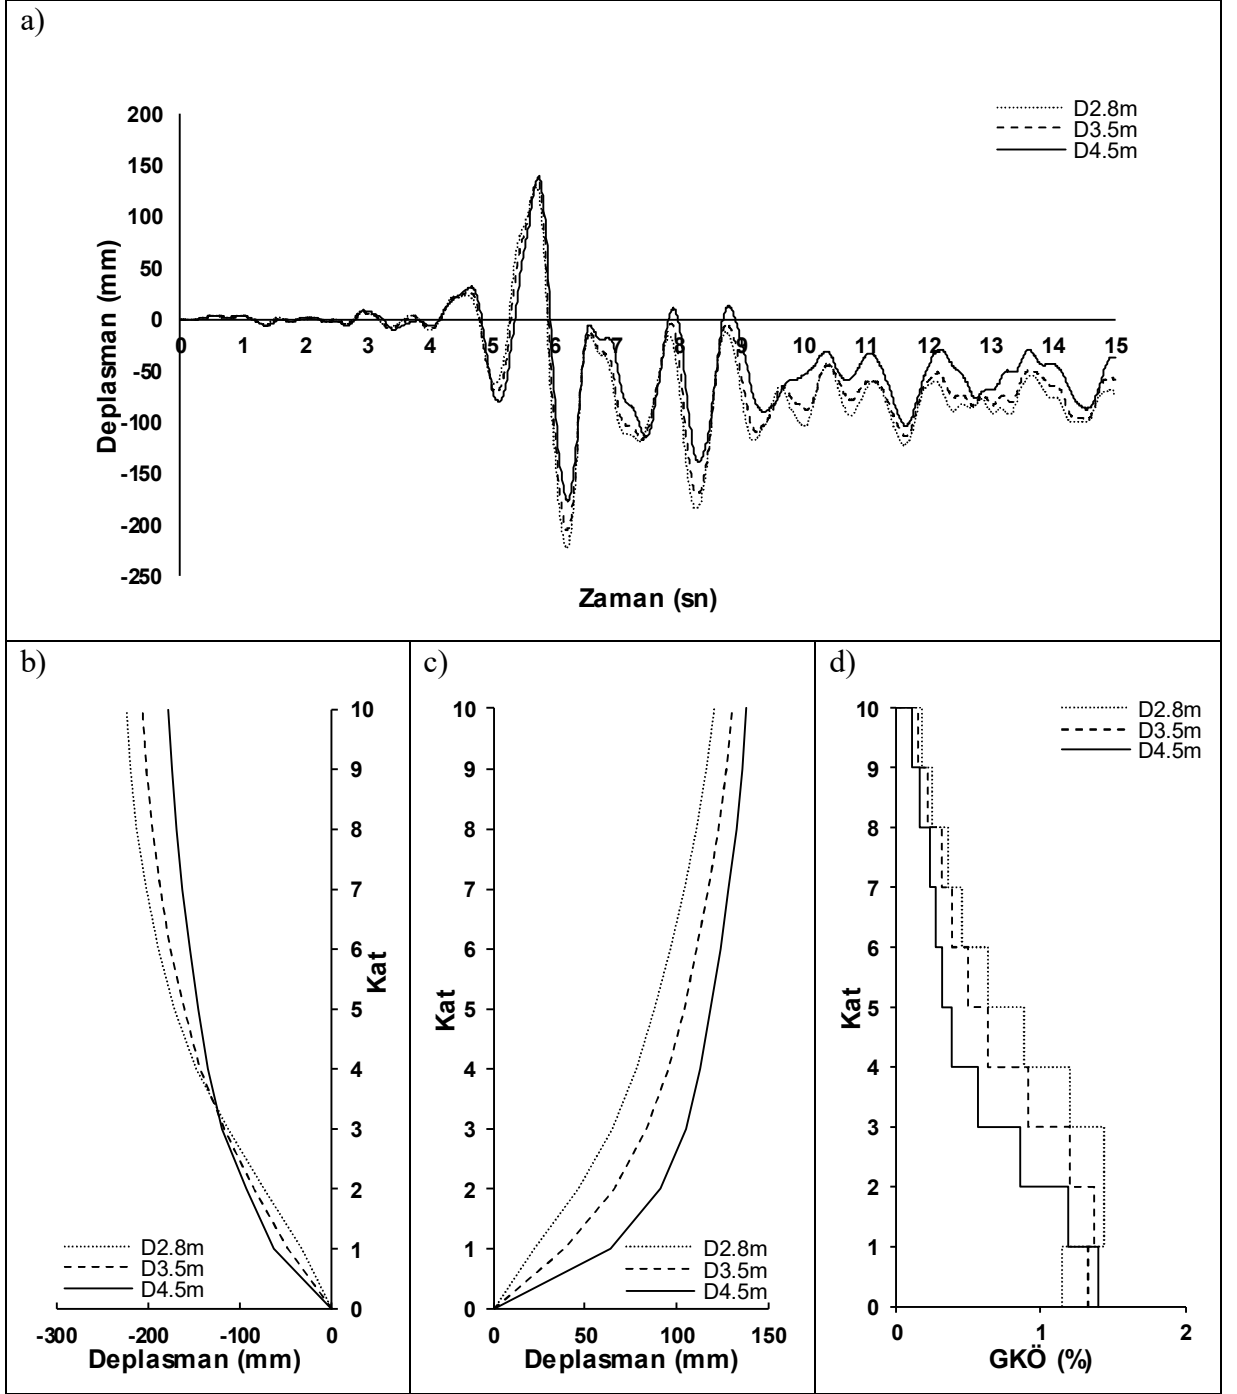 a)
D2.8m
D3.5m
D4.5m
200
150
100
50
0
-50
-100
-150
-200
-250
Deplasman (mm)
0 1 2 3 4 5 6 7 8 9 10 11 12 13 14 15
Zaman (sn)
b)
10
9
8
7
6
5
4
3
2
1
0
Kat
D2.8m
D3.5m
D4.5m
-300 -200 -100 0
Deplasman (mm)
c)
10
9
8
7
6
5
4
3
2
1
0
Kat
D2.8m
D3.5m
D4.5m
0 50 100 150
Deplasman (mm)
d)
D2.8m
D3.5m
D4.5m
10
9
8
7
6
5
4
3
2
1
0
Kat
0 1 2
GKÖ (%)